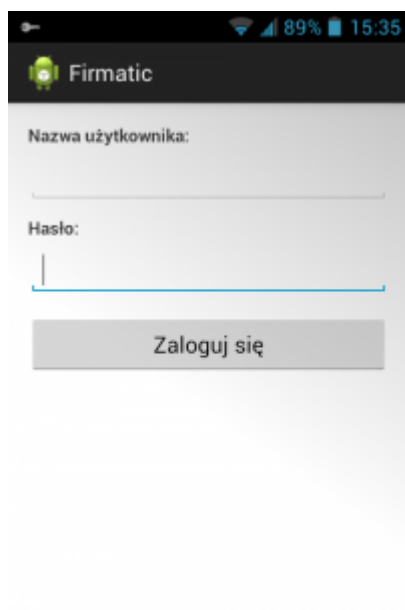 89% 15:35
Firmatic
Nazwa użytkownika:
Hasło:
Zaloguj się